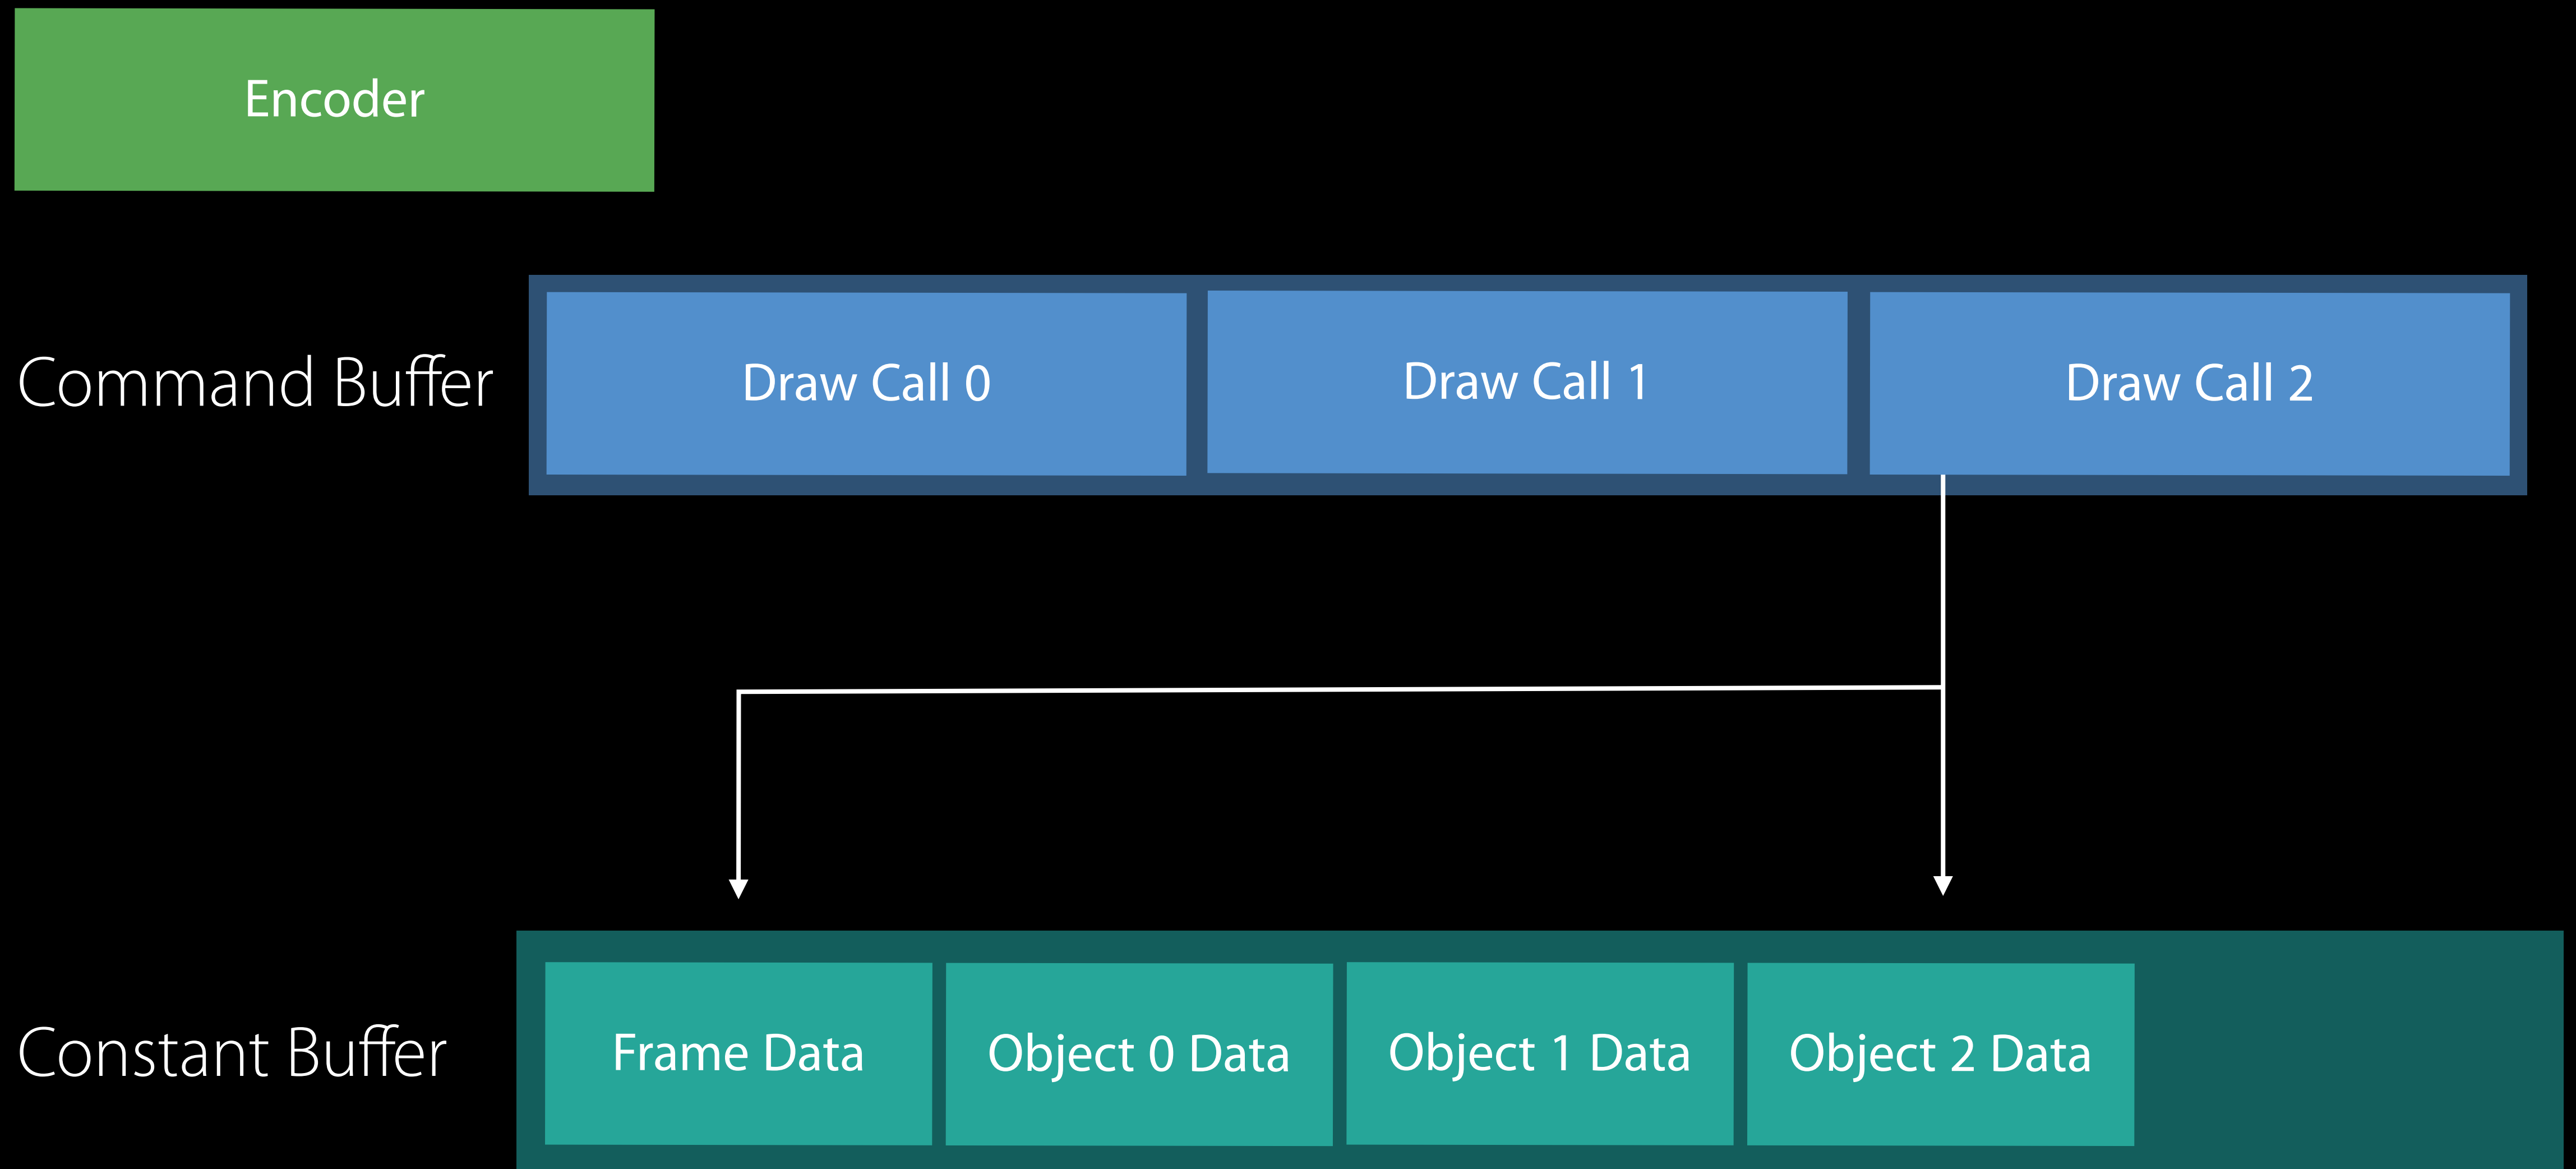 Encoder
Command Buffer
Draw Call 0
Draw Call 1
Draw Call 2
Constant Buffer
Frame Data
Object 0 Data
Object 1 Data
Object 2 Data